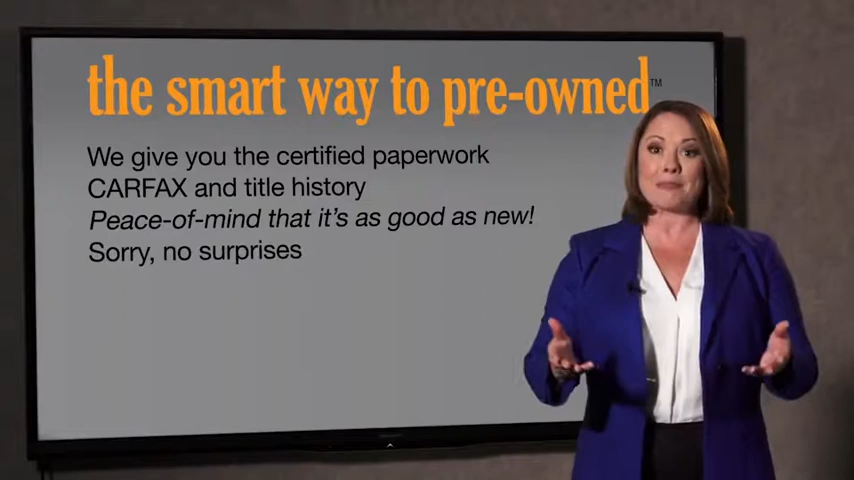 the smart way to pre-owned™
We give you the certified paperwork
CARFAX and title history
Peace-of-mind that it's as good as new!
Sorry, no surprises